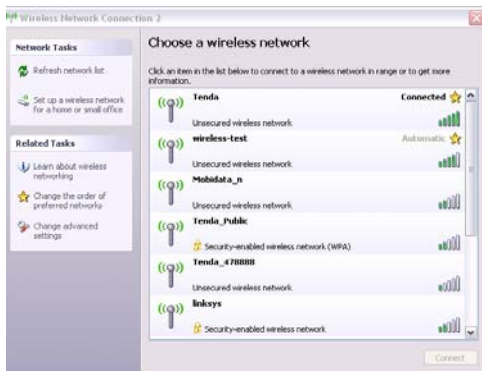 Wireless Network Connection 2
Network Tasks
Refresh network list
Set up a wireless network
for a home or small office
Related Tasks
Learn about wireless
networking
Change the order of
preferred networks
Change advanced
settings
Choose a wireless network
Click an item in the list below to connect to a wireless network in range or to get more
information.
Tenda Connected
Unsecured wireless network
wireless-test Automatic
Unsecured wireless network
Mobidata_n
Unsecured wireless network
Tenda_Public
Security-enabled wireless network (WPA)
Tenda_478888
Unsecured wireless network
linksys
Security-enabled wireless network
Connect